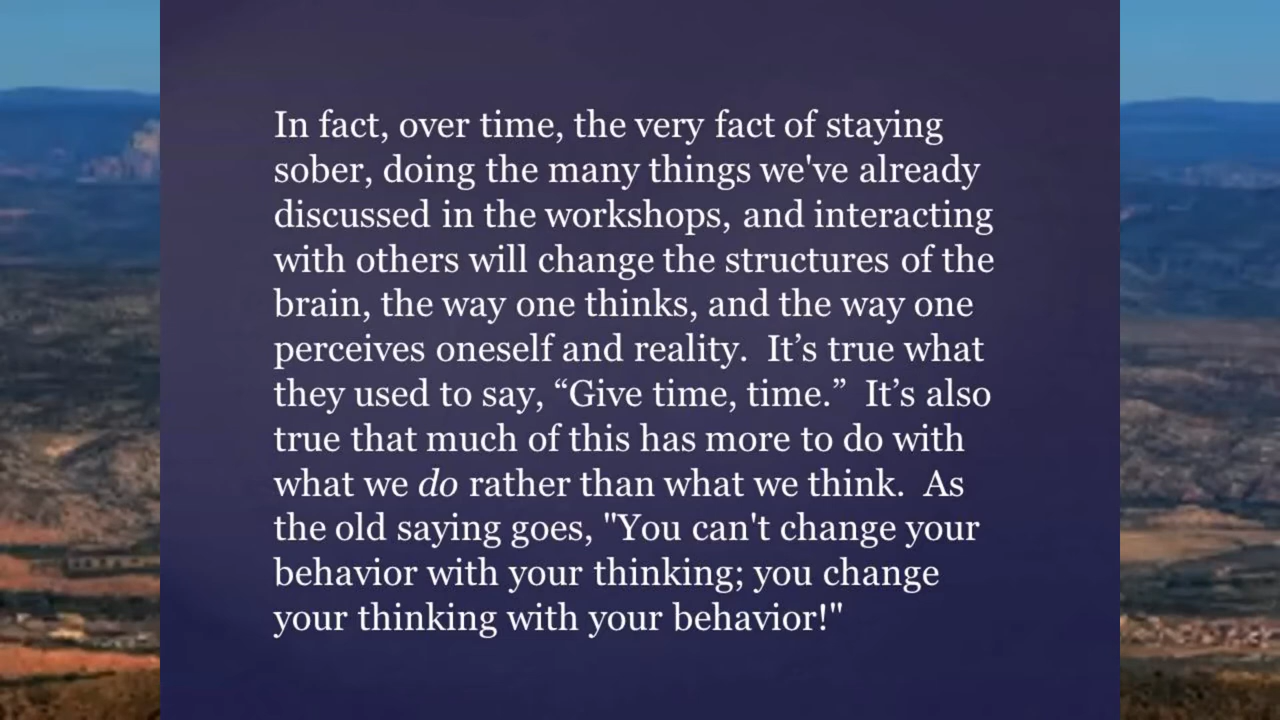 In fact, over time, the very fact of staying
sober, doing the many things we've already
discussed in the workshops, and interacting
with others will change the structures of the
brain, the way one thinks, and the way one
perceives oneself and reality.  It’s true what
they used to say, “Give time, time.”  It’s also
true that much of this has more to do with
what we do rather than what we think.  As
the old saying goes, "You can't change your
behavior with your thinking; you change
your thinking with your behavior!"